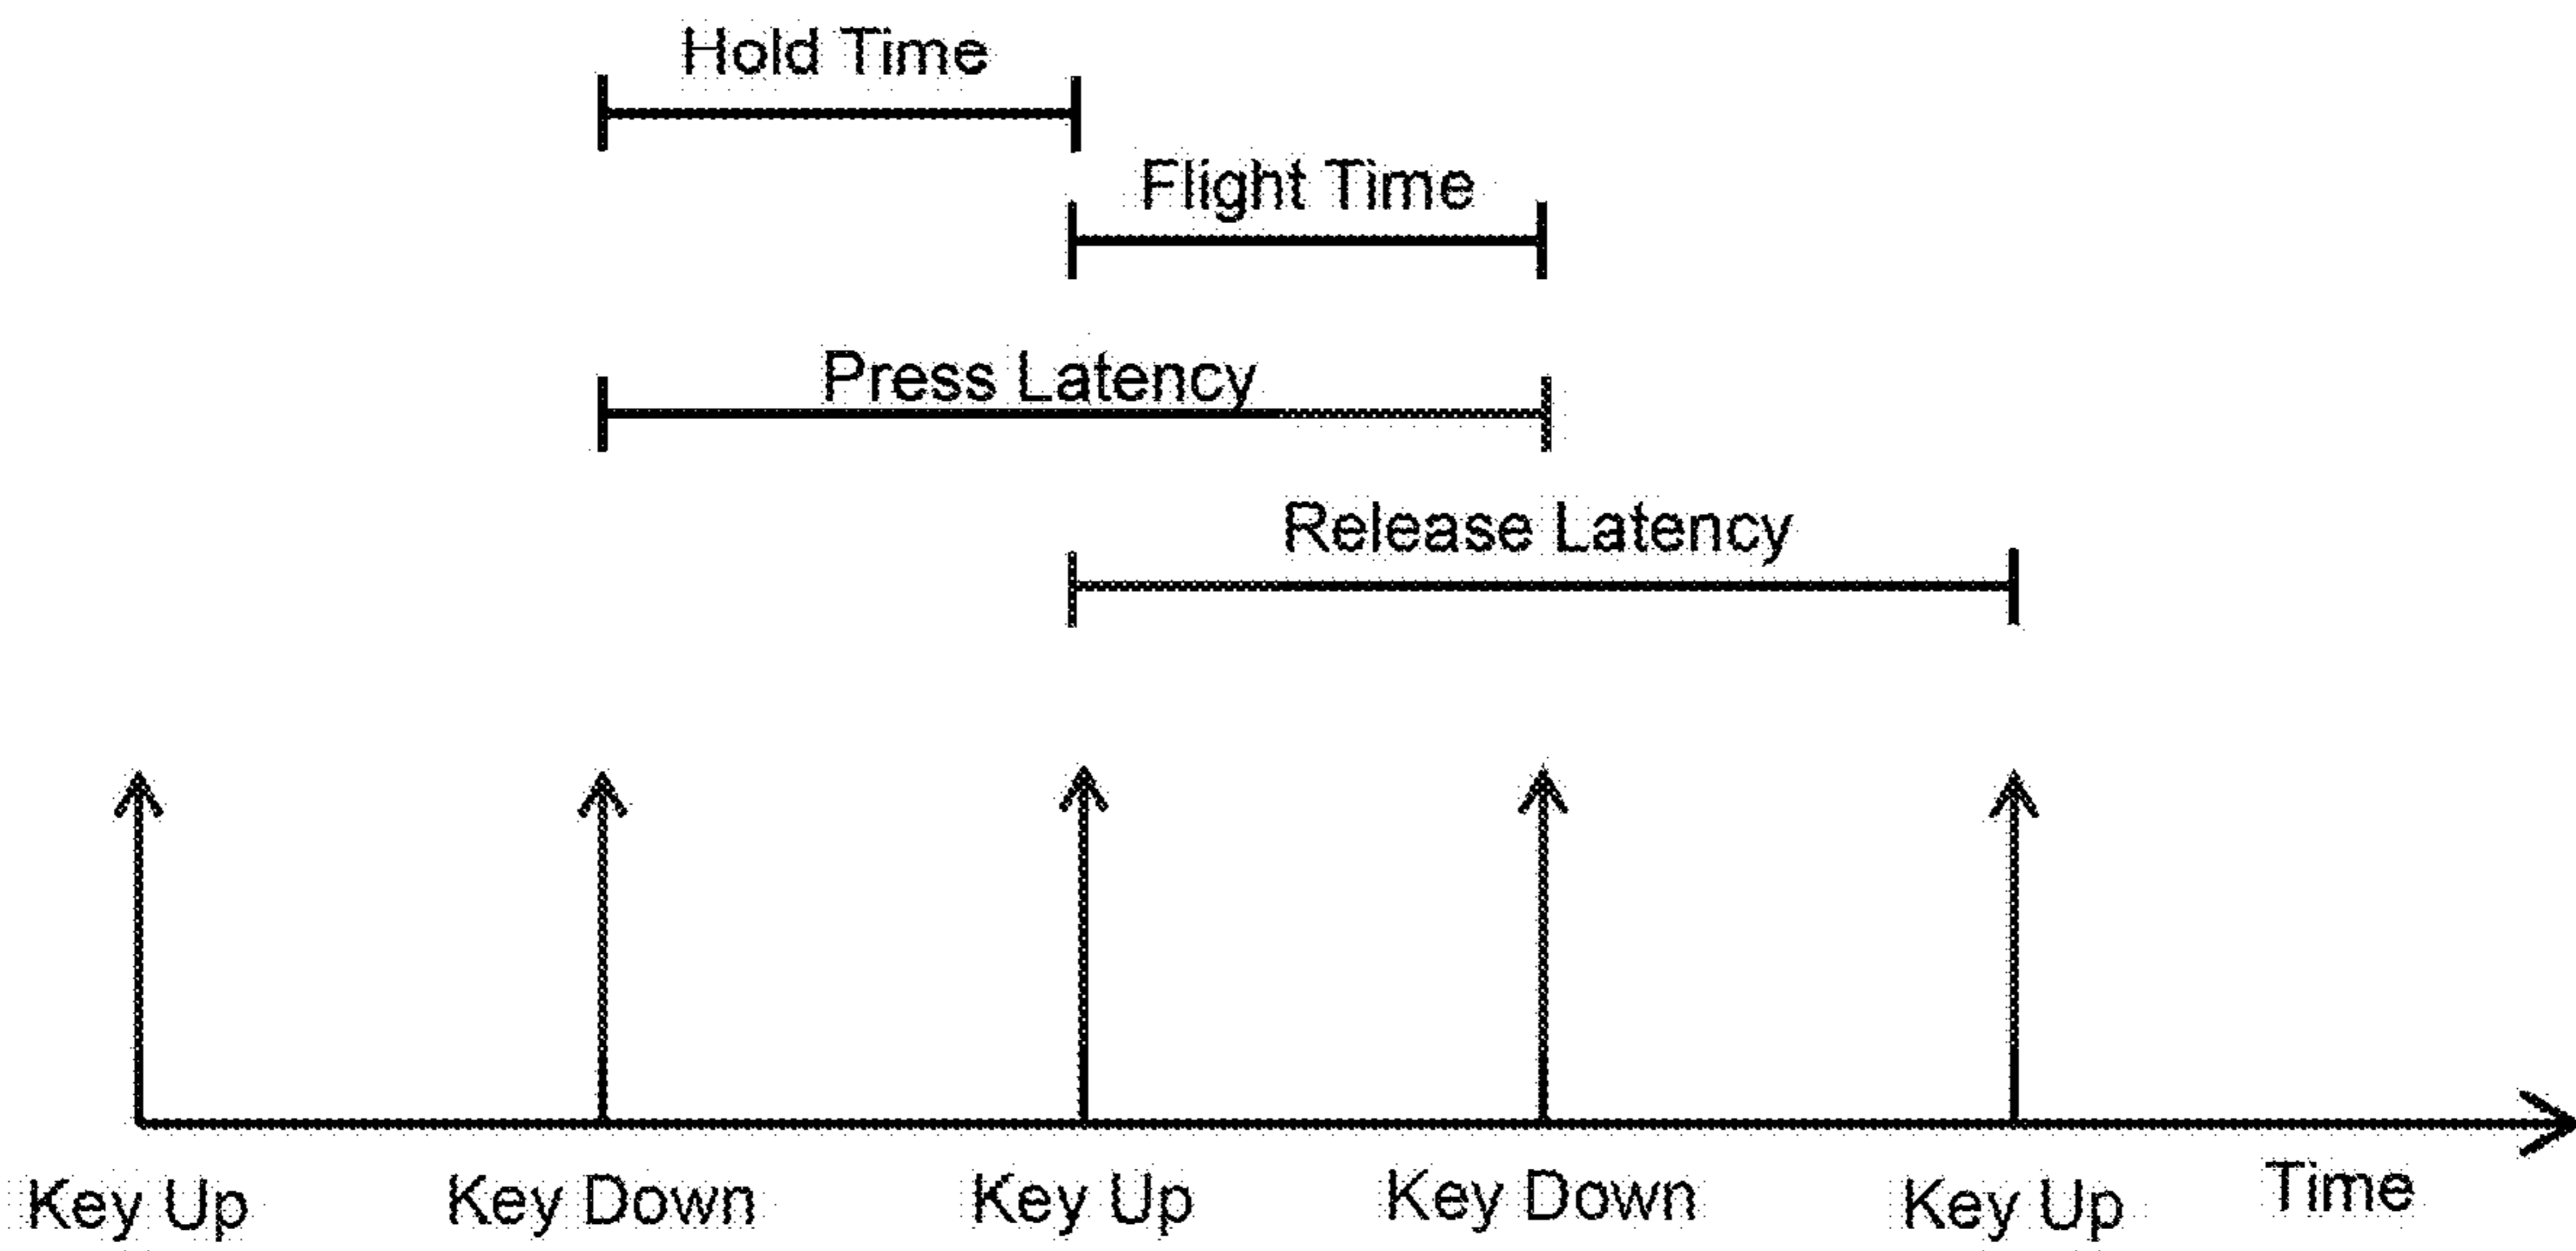 Hold Time
Flight Time
Press Latency
Release Latency
Key Up Key Down Key Up Key Down Key Up Time